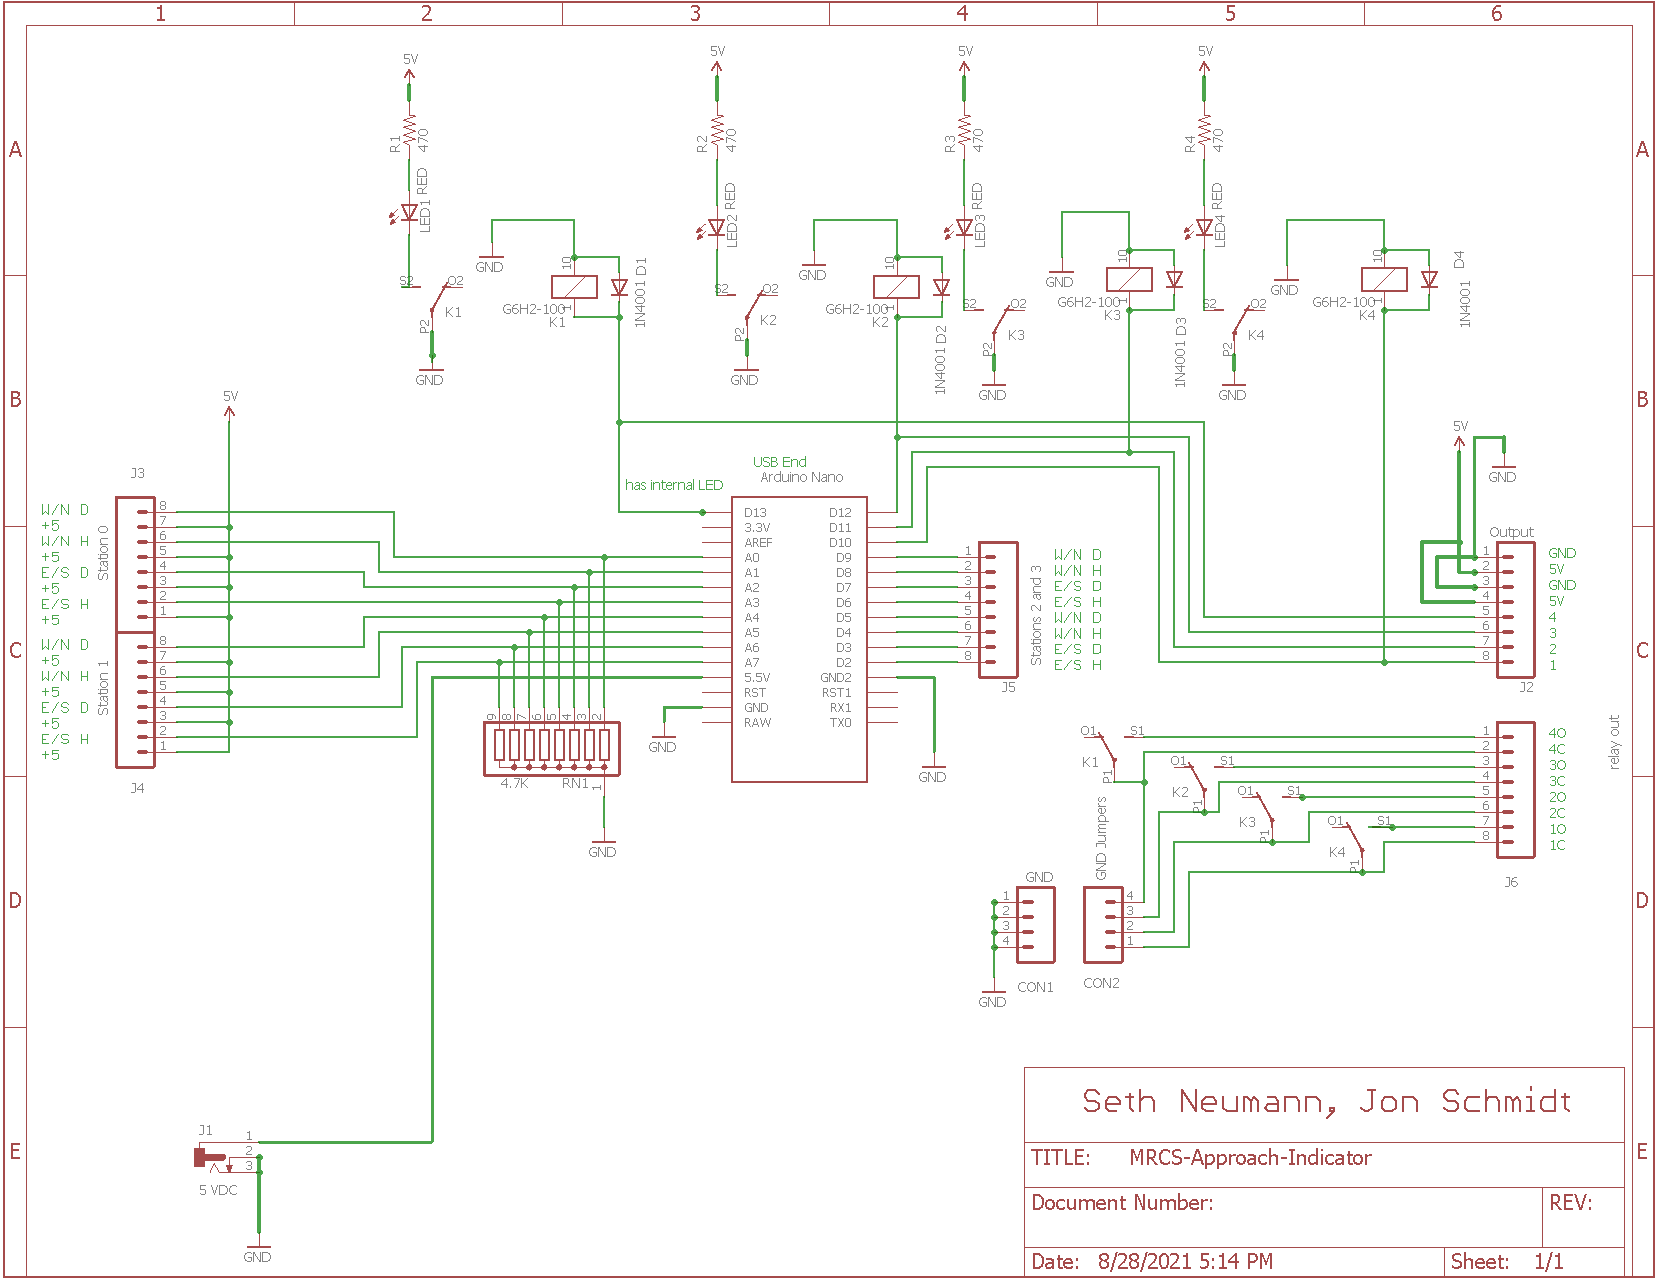 1 2 3 4 5 6
A A
B B
C C
D D
E E
5V 5V 5V 5V
R1 470
R2 470
R3 470
R4 470
LED1 RED
LED2 RED
LED3 RED
LED4 RED
GND
GND
GND
GND
S2 O2
P2 K1
GND
10
G6H2-100
1
K1
1N4001 D1
S2 O2
P2 K2
GND
10
G6H2-100
1
K2
1N4001 D2
S2 O2
P2 K3
GND
10
G6H2-100
1
K3
1N4001 D3
S2 O2
P2 K4
GND
10
G6H2-100
1
K4
1N4001 D4
5V
J3
W/N D 8
+5 7
W/N H 6
+5 5
E/S D 4
+5 3
E/S H 2
+5 1
Station 0
W/N D 8
+5 7
W/N H 6
+5 5
E/S D 4
+5 3
E/S H 2
+5 1
Station 1
J4
USB End
Arduino Nano
has internal LED
D13 D12
3.3V D11
AREF D10
A0 D9
A1 D8
A2 D7
A3 D6
A4 D5
A5 D4
A6 D3
A7 D2
5.5V GND2
RST RST1
GND RX1
RAW TX0
GND
GND
9 8 7 6 5 4 3 2
4.7K RN1 1
GND
1 W/N D
2 W/N H
3 E/S D
4 E/S H
5 W/N D
6 W/N H
7 E/S D
8 E/S H
Stations 2 and 3
J5
5V
GND
Output
1 GND
2 5V
3 GND
4 5V
5 4
6 3
7 2
8 1
J2
O1 S1
K1 P1
O1 S1
K2 P1
O1 S1
K3 P1
O1 S1
K4 P1
1 4O
2 4C
3 3O
4 3C
5 2O
6 2C
7 1O
8 1C
relay out
J6
GND Jumpers
GND
1
2
3
4
CON1
GND
4
3
2
1
CON2
J1
1
2
3
5 VDC
GND
Seth Neumann, Jon Schmidt
TITLE: MRCS-Approach-Indicator
Document Number:
REV:
Date: 8/28/2021 5:14 PM
Sheet: 1/1